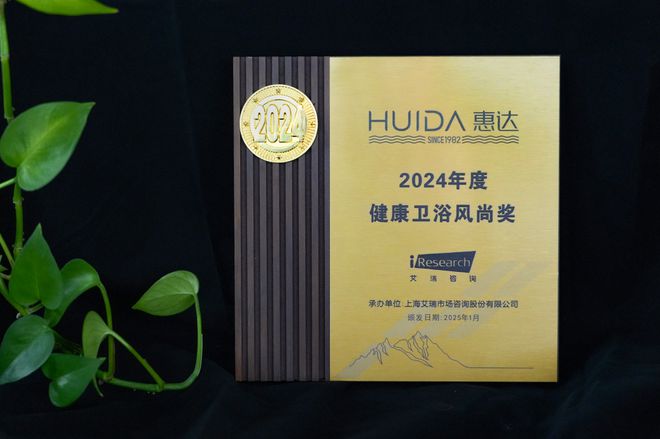 2024
HUIDA 惠达
SINCE1982
2024年度
健康卫浴风尚奖
iResearch
艾瑞咨询
承办单位:上海艾瑞市场咨询股份有限公司
颁发日期:2025年1月